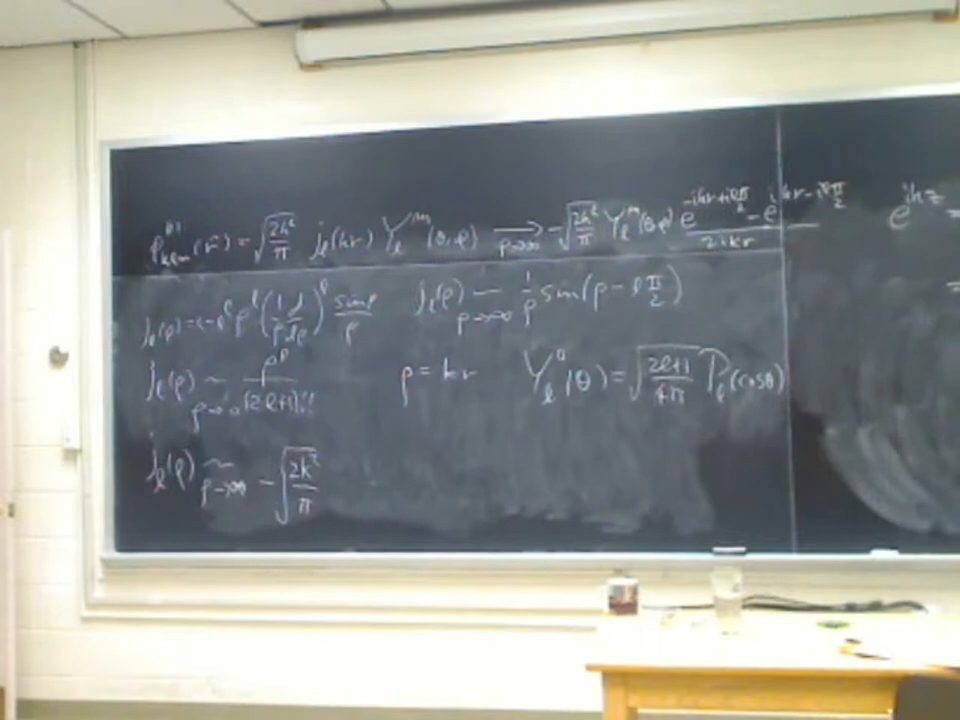 φ^{(0)}_{klm}(r) = √(2k²/π) j_l(kr) Y_l^m(θ,φ) →_{ρ→∞} -√(2k²/π) Y_l^m(θ,φ) (e^{-ikr+ilπ/2} - e^{ikr-ilπ/2})/2ikr
e^{ikz} =
j_l(ρ) = (-)^l ρ^l (1/ρ d/dρ)^l sinρ/ρ
j_l(ρ) ~_{ρ→∞} 1/ρ sin(ρ - lπ/2)
=
j_l(ρ) ~_{ρ→0} ρ^l/(2l+1)!!
ρ = kr
Y_l^0(θ) = √((2l+1)/4π) P_l(cosθ)
j_l(ρ) ~_{ρ→∞} -√(2k²/π)